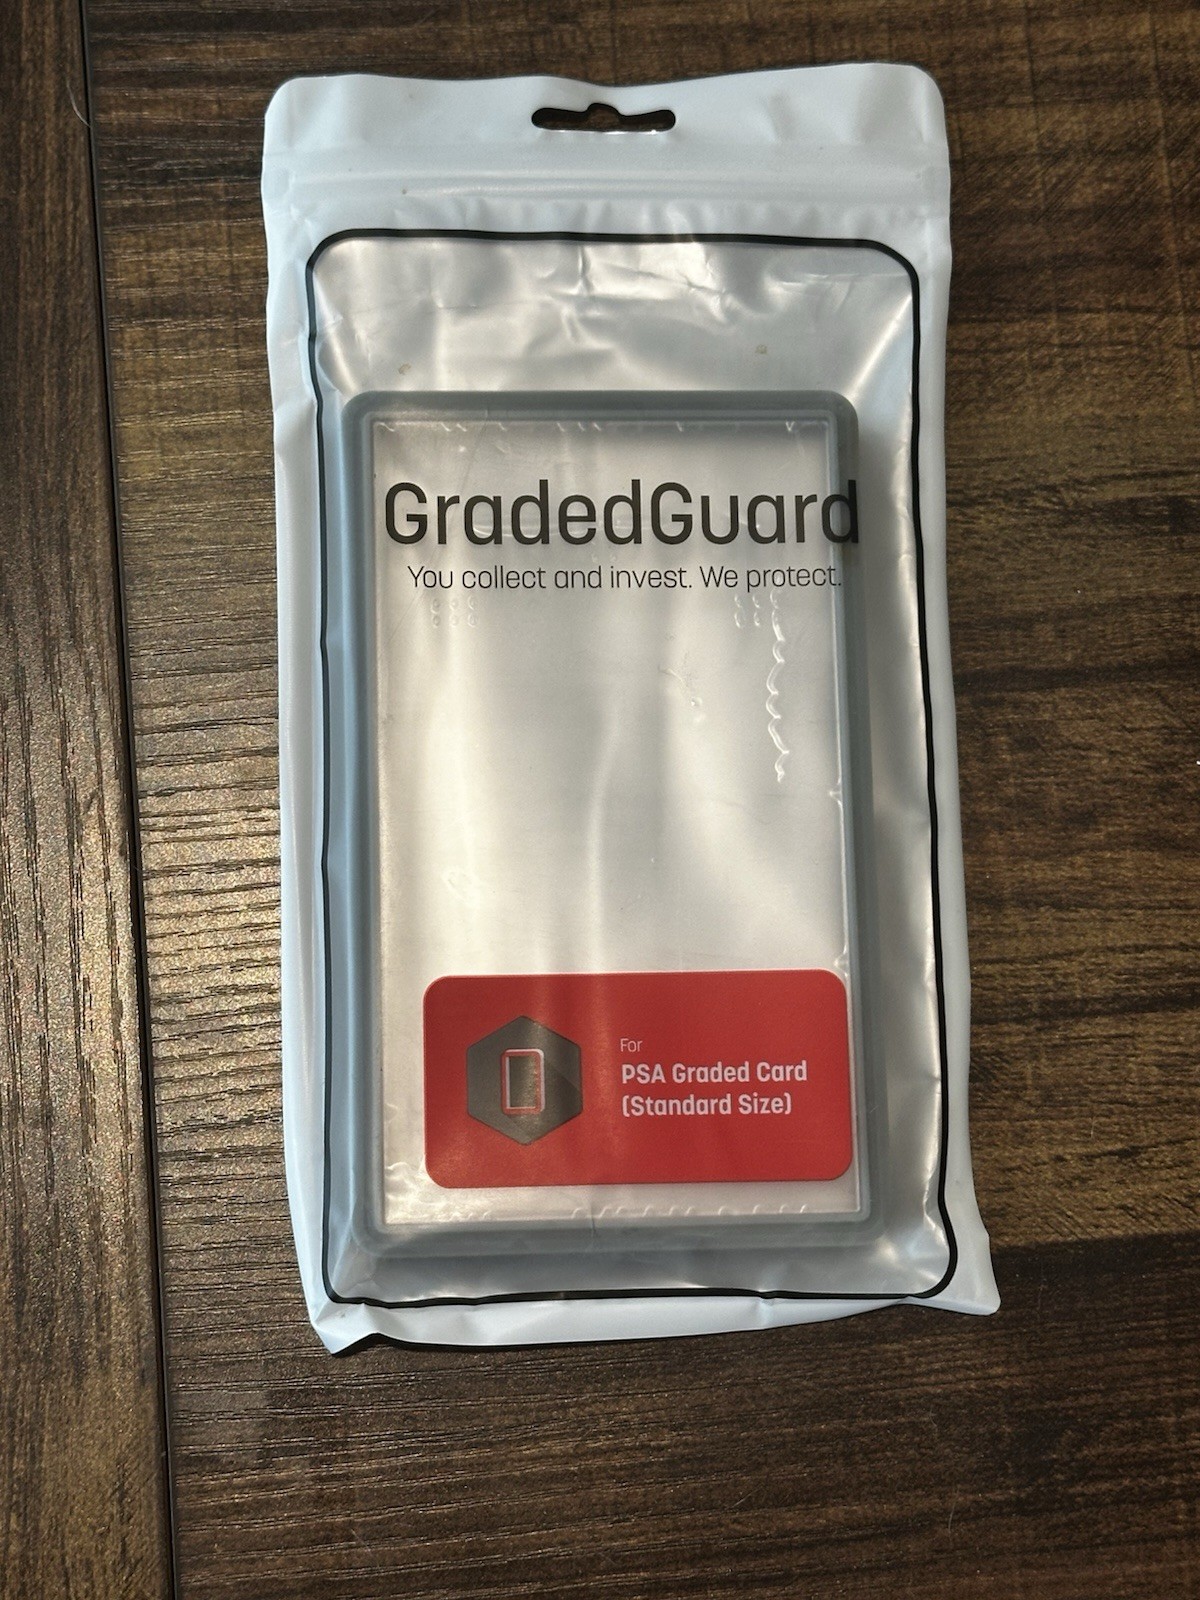 GradedGuard
You collect and invest. We protect.
For
PSA Graded Card
(Standard Size)